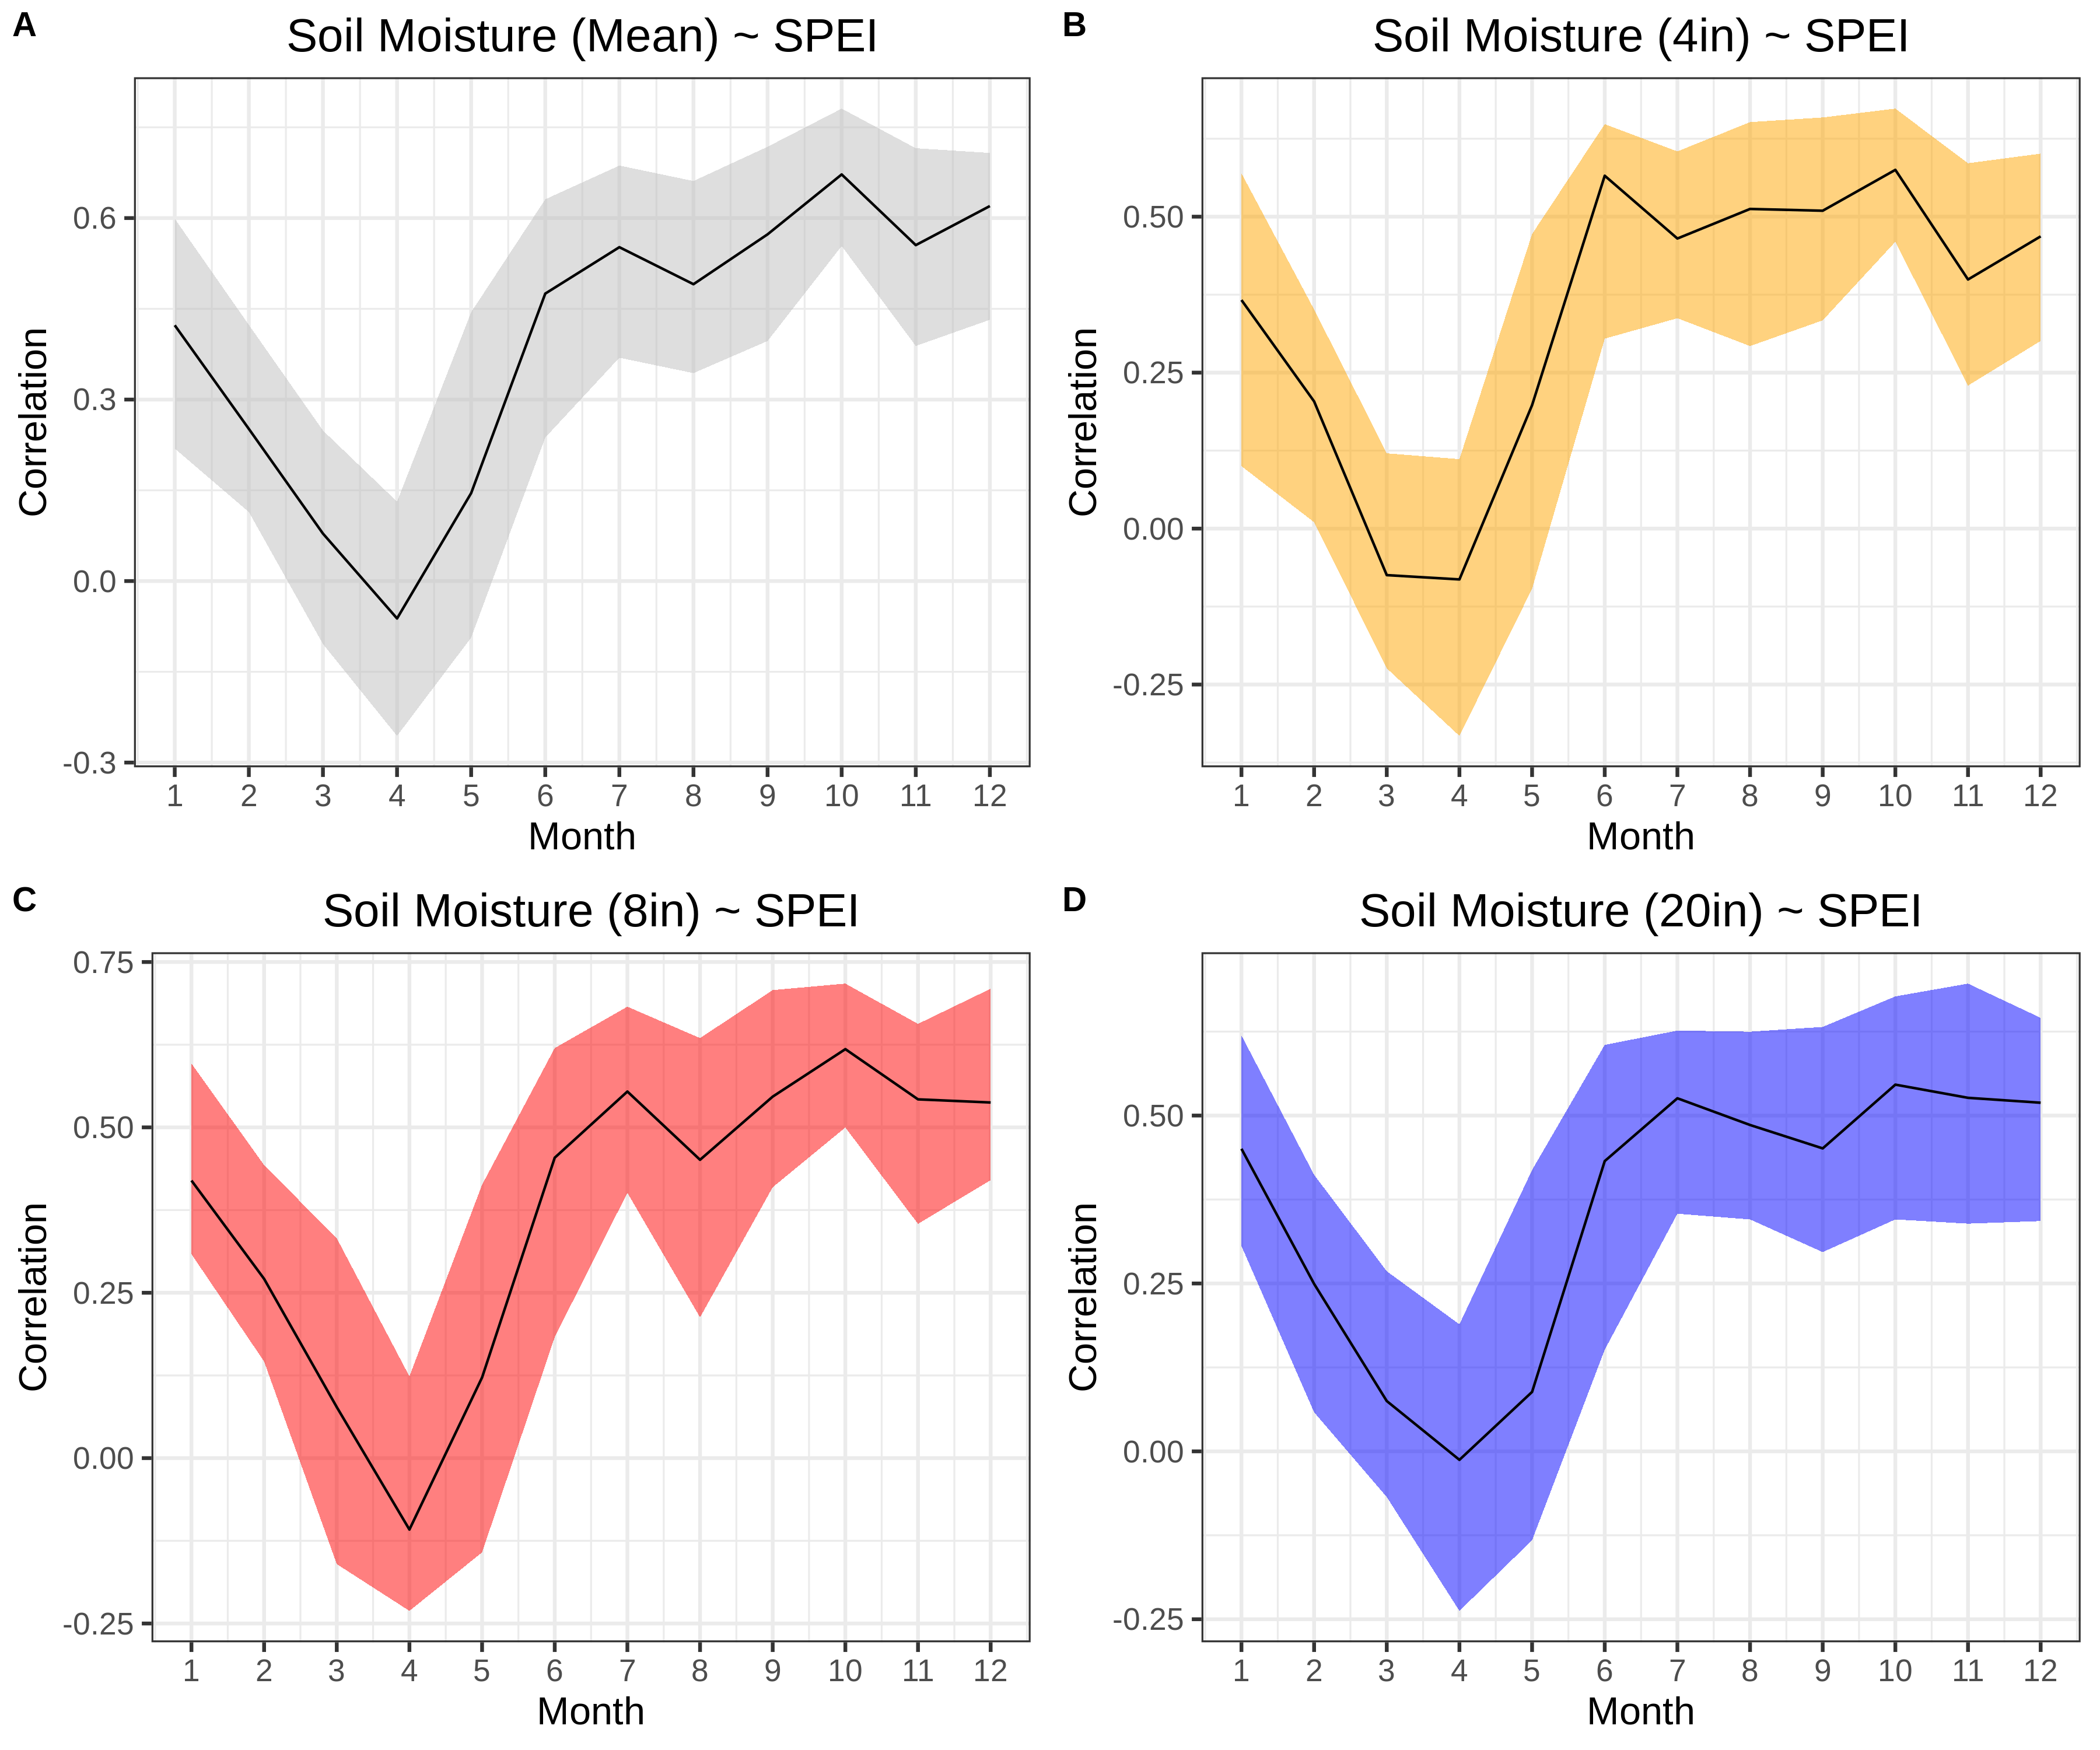 A
Soil Moisture (Mean) ~ SPEI
Correlation
0.6
0.3
0.0
-0.3
1 2 3 4 5 6 7 8 9 10 11 12
Month
B
Soil Moisture (4in) ~ SPEI
Correlation
0.50
0.25
0.00
-0.25
1 2 3 4 5 6 7 8 9 10 11 12
Month
C
Soil Moisture (8in) ~ SPEI
Correlation
0.75
0.50
0.25
0.00
-0.25
1 2 3 4 5 6 7 8 9 10 11 12
Month
D
Soil Moisture (20in) ~ SPEI
Correlation
0.50
0.25
0.00
-0.25
1 2 3 4 5 6 7 8 9 10 11 12
Month